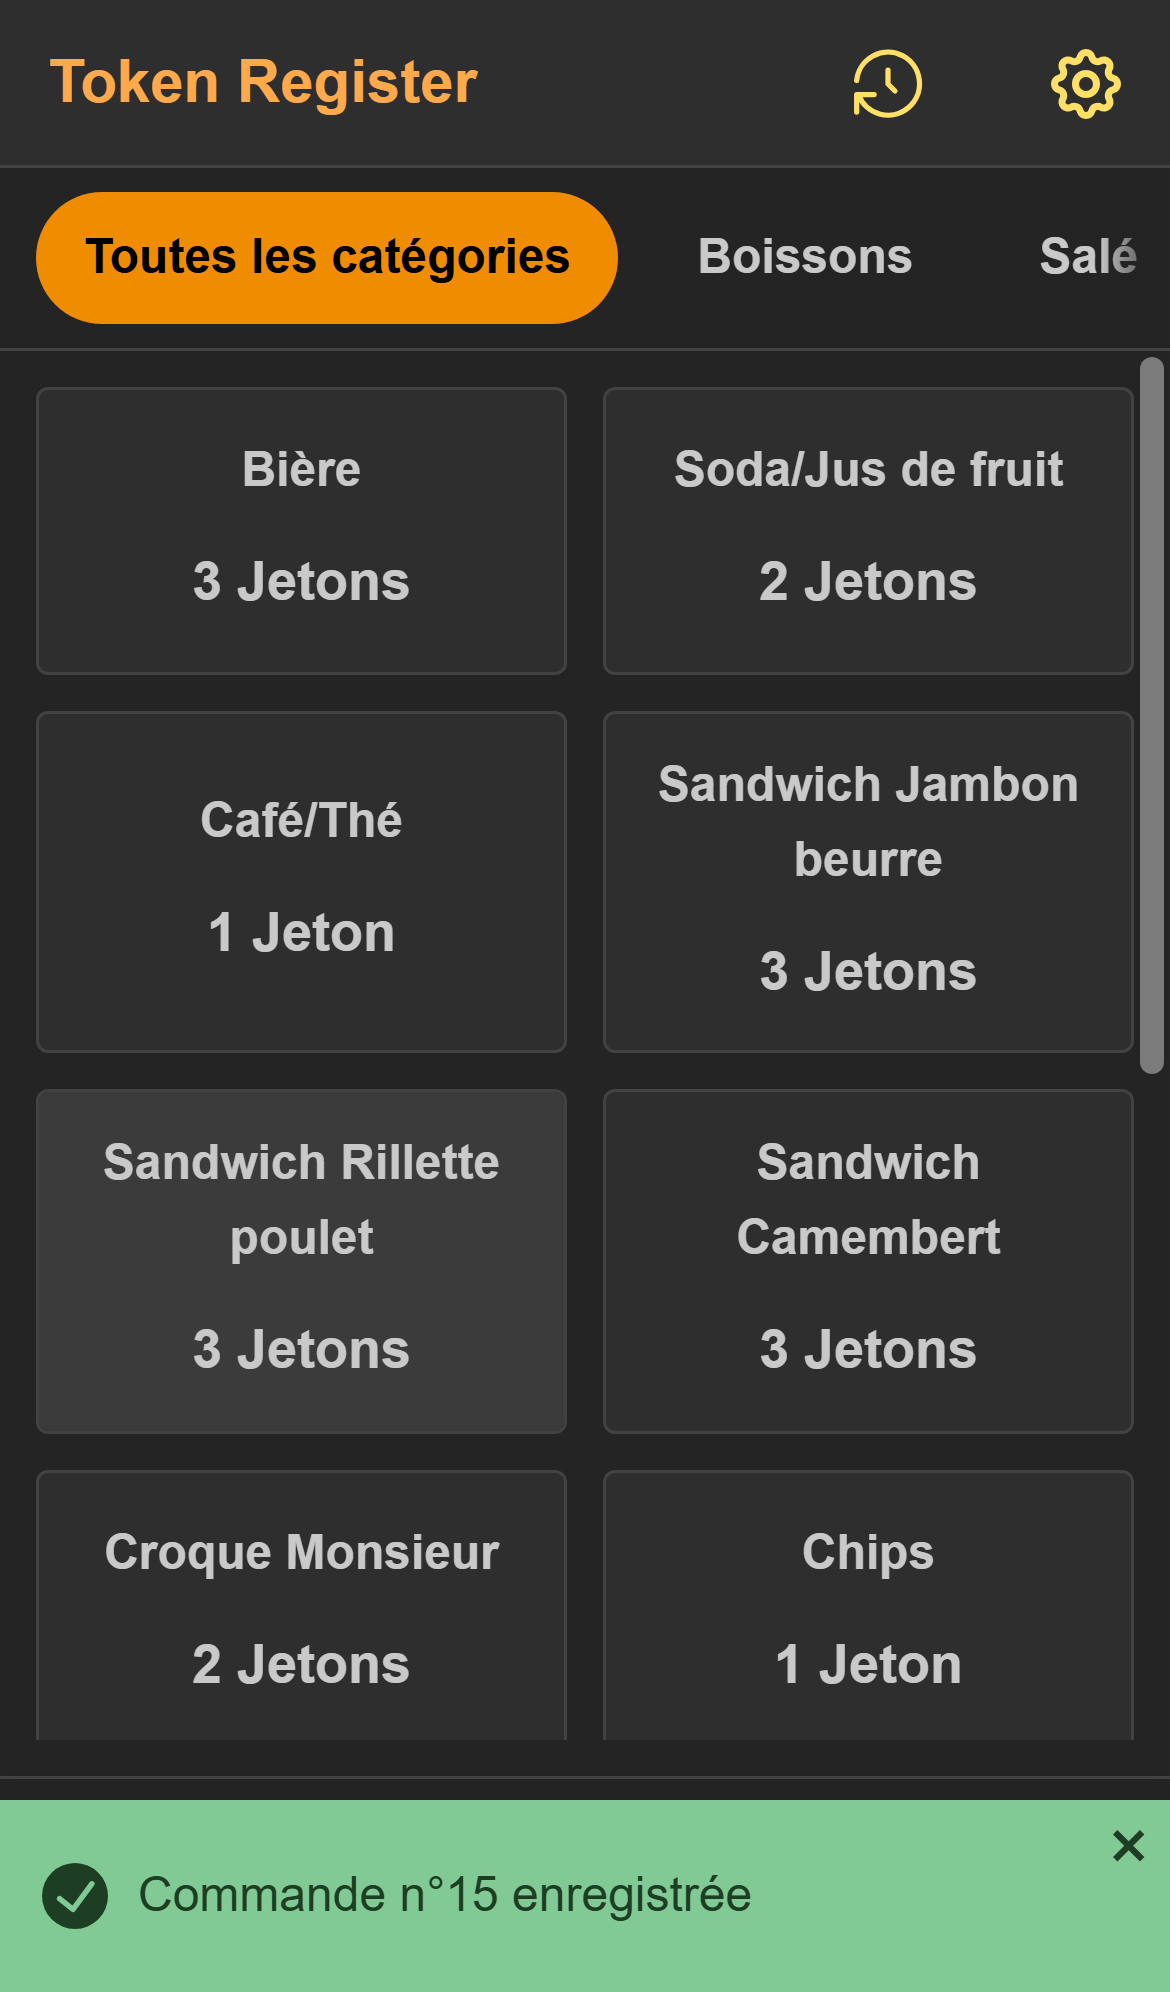 Token Register
Toutes les catégories
Boissons
Salé
Bière
3 Jetons
Soda/Jus de fruit
2 Jetons
Café/Thé
1 Jeton
Sandwich Jambon
beurre
3 Jetons
Sandwich Rillette
poulet
3 Jetons
Sandwich
Camembert
3 Jetons
Croque Monsieur
2 Jetons
Chips
1 Jeton
Commande n°15 enregistrée